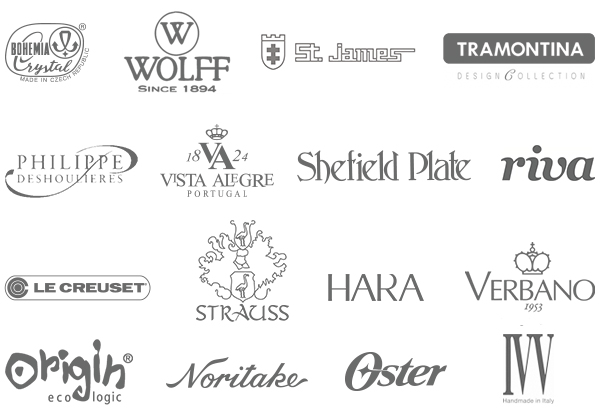 BOHEMIA
Crystal
MADE IN CZECH REPUBLIC
®
W
WOLFF
SINCE 1894
St. james
TRAMONTINA
DESIGN Collection
PHILIPPE
DESHOULIERES
18 VA 24
VISTA ALEGRE
PORTUGAL
Shefield Plate
riva
LE CREUSET
STRAUSS
HARA
VERBANO
1953
Origin®
eco logic
Noritake
Oster
IVV
Handmade in Italy